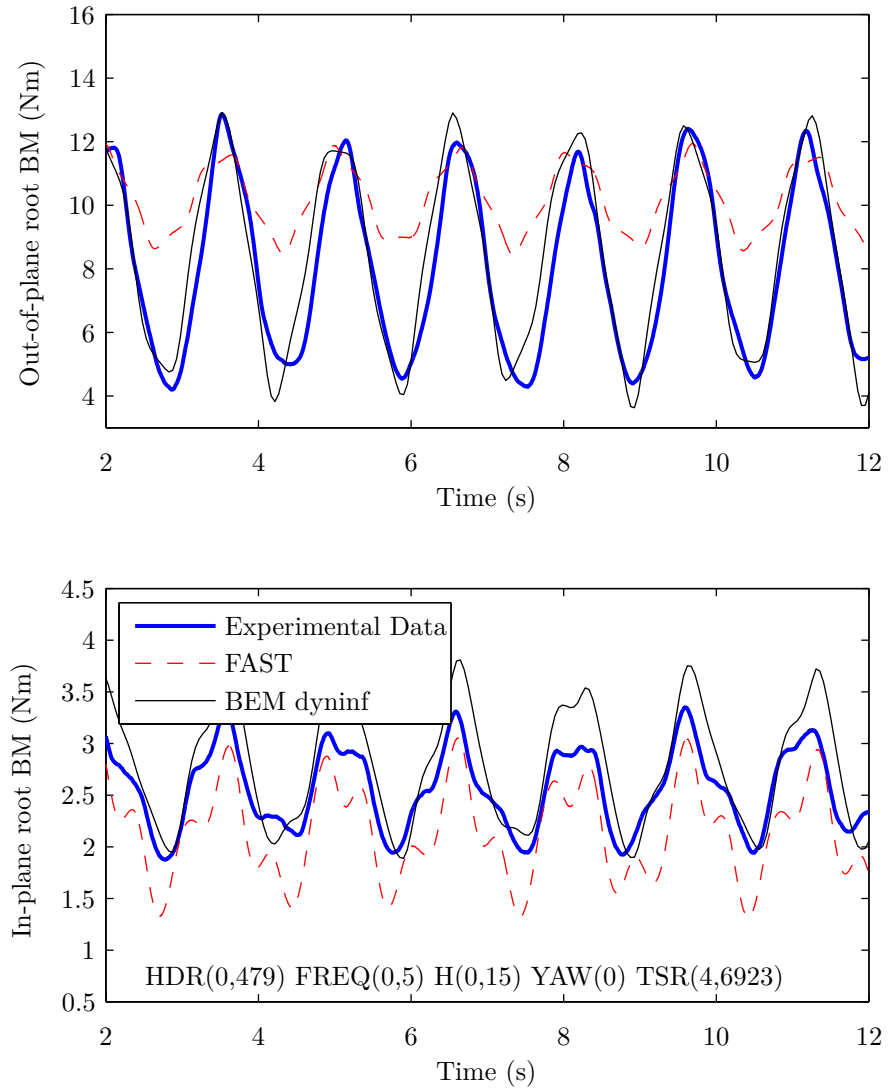 16
14
12
10
8
6
4
Out-of-plane root BM (Nm)
2 4 6 8 10 12
Time (s)
4.5
4
3.5
3
2.5
2
1.5
1
0.5
In-plane root BM (Nm)
Experimental Data
FAST
BEM dyninf
HDR(0,479) FREQ(0,5) H(0,15) YAW(0) TSR(4,6923)
2 4 6 8 10 12
Time (s)